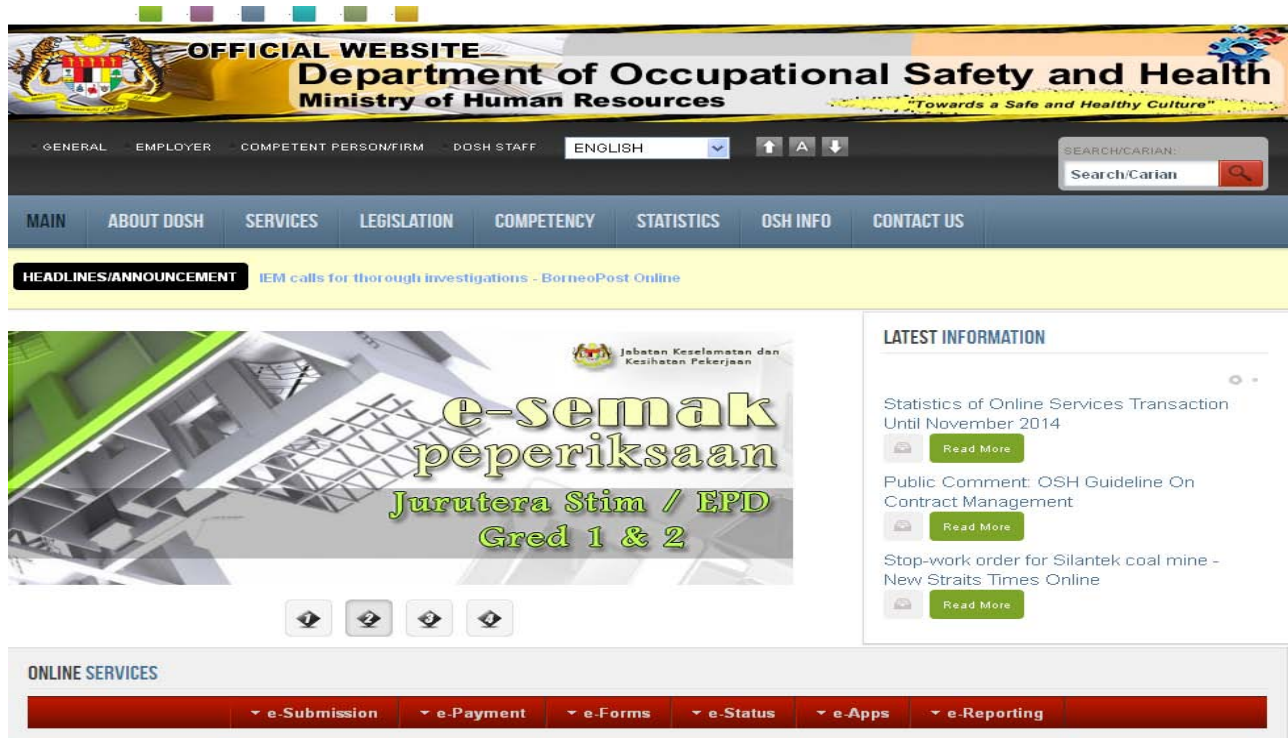 OFFICIAL WEBSITE
Department of Occupational Safety and Health
Ministry of Human Resources
"Towards a Safe and Healthy Culture"
GENERAL EMPLOYER COMPETENT PERSON/FIRM DOSH STAFF ENGLISH A
SEARCH/CARIAN:
Search/Carian
MAIN ABOUT DOSH SERVICES LEGISLATION COMPETENCY STATISTICS OSH INFO CONTACT US
HEADLINES/ANNOUNCEMENT IEM calls for thorough investigations - BorneoPost Online
Jabatan Keselamatan dan
Kesihatan Pekerjaan
e-semak
peperiksaan
Jurutera Stim / EPD
Gred 1 & 2
1 2 3 4
LATEST INFORMATION
Statistics of Online Services Transaction
Until November 2014
Read More
Public Comment: OSH Guideline On
Contract Management
Read More
Stop-work order for Silantek coal mine -
New Straits Times Online
Read More
ONLINE SERVICES
e-Submission e-Payment e-Forms e-Status e-Apps e-Reporting